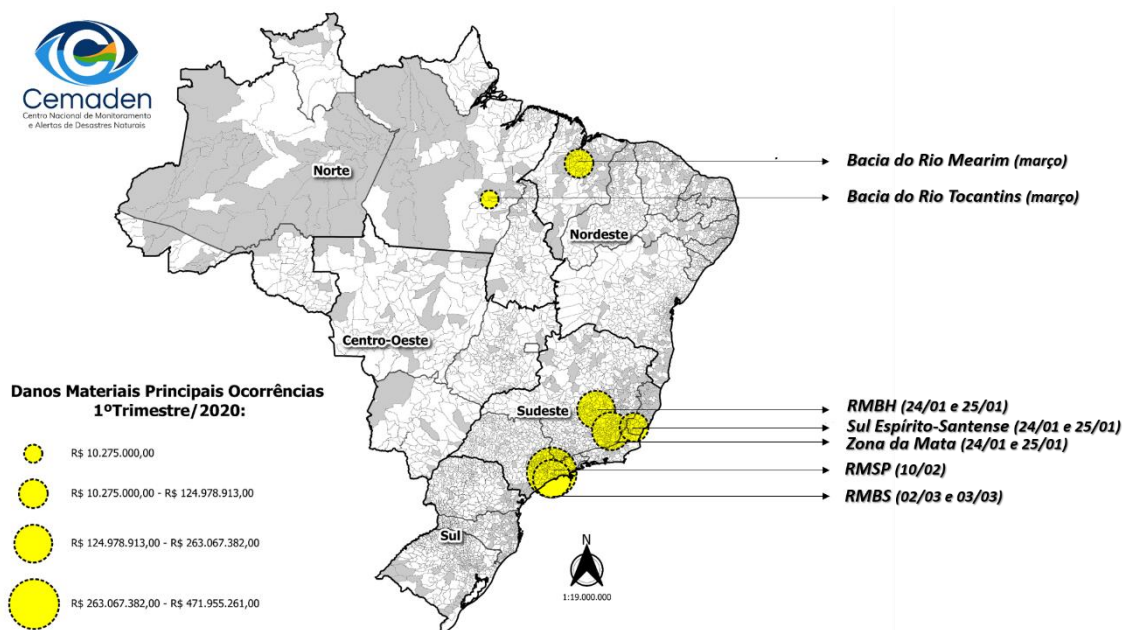 Cemaden
Centro Nacional de Monitoramento
e Alertas de Desastres Naturais
Norte
Nordeste
Centro-Oeste
Sudeste
Sul
Bacia do Rio Mearim (março)
Bacia do Rio Tocantins (março)
RMBH (24/01 e 25/01)
Sul Espírito-Santense (24/01 e 25/01)
Zona da Mata (24/01 e 25/01)
RMSP (10/02)
RMBS (02/03 e 03/03)
Danos Materiais Principais Ocorrências
1ºTrimestre/2020:
R$ 10.275.000,00
R$ 10.275.000,00 - R$ 124.978.913,00
R$ 124.978.913,00 - R$ 263.067.382,00
R$ 263.067.382,00 - R$ 471.955.261,00
N
1:19.000.000